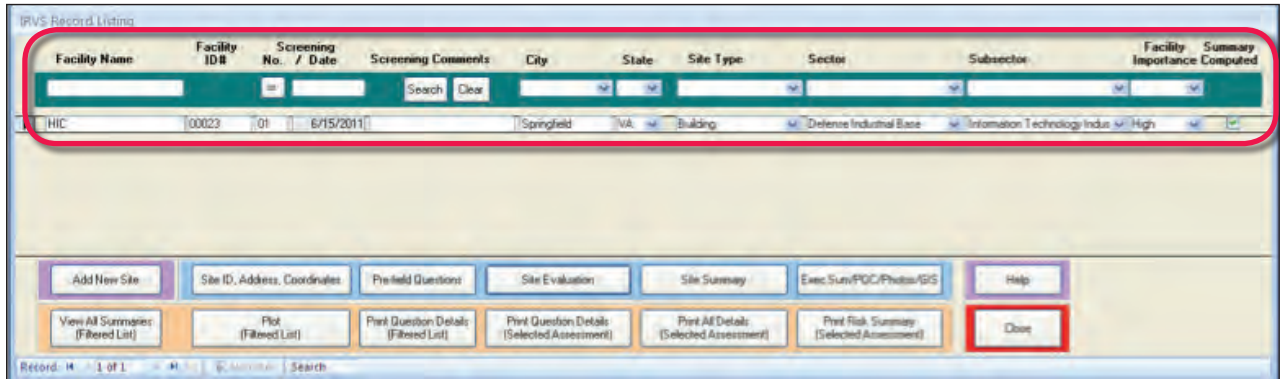 IRVS Record Listing
Facility Name Facility ID# Screening No. / Date Screening Comments City State Site Type Sector Subsector Facility Importance Summary Computed
= Search Clear
HIC 00023 01 6/15/2011 Springfield VA Building Defense Industrial Base Information Technology Indus High
Add New Site Site ID, Address, Coordinates Pre-field Questions Site Evaluation Site Summary Exec Sum/POC/Photos/GIS Help
View All Summaries (Filtered List) Plot (Filtered List) Print Question Details (Filtered List) Print Question Details (Selected Assessment) Print All Details (Selected Assessment) Print Risk Summary (Selected Assessment) Close
Record: 1 of 1 Search